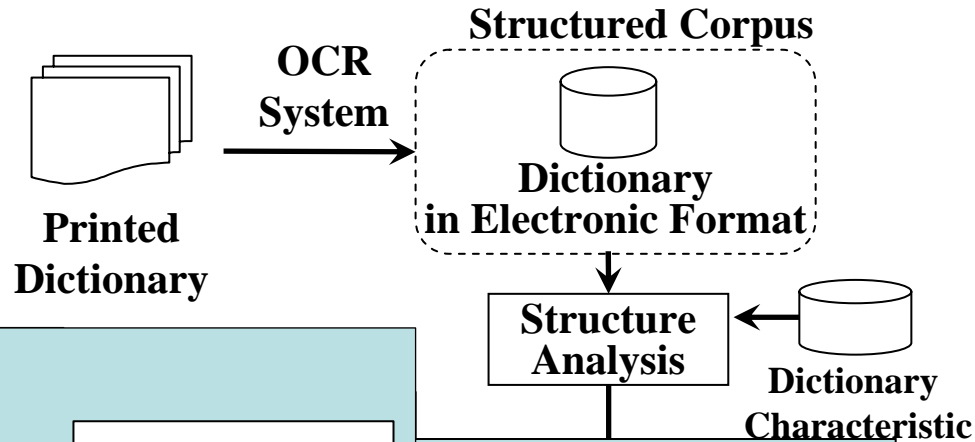 Structured Corpus
OCR
System
Dictionary
in Electronic Format
Printed
Dictionary
Structure
Analysis
Dictionary
Characteristic